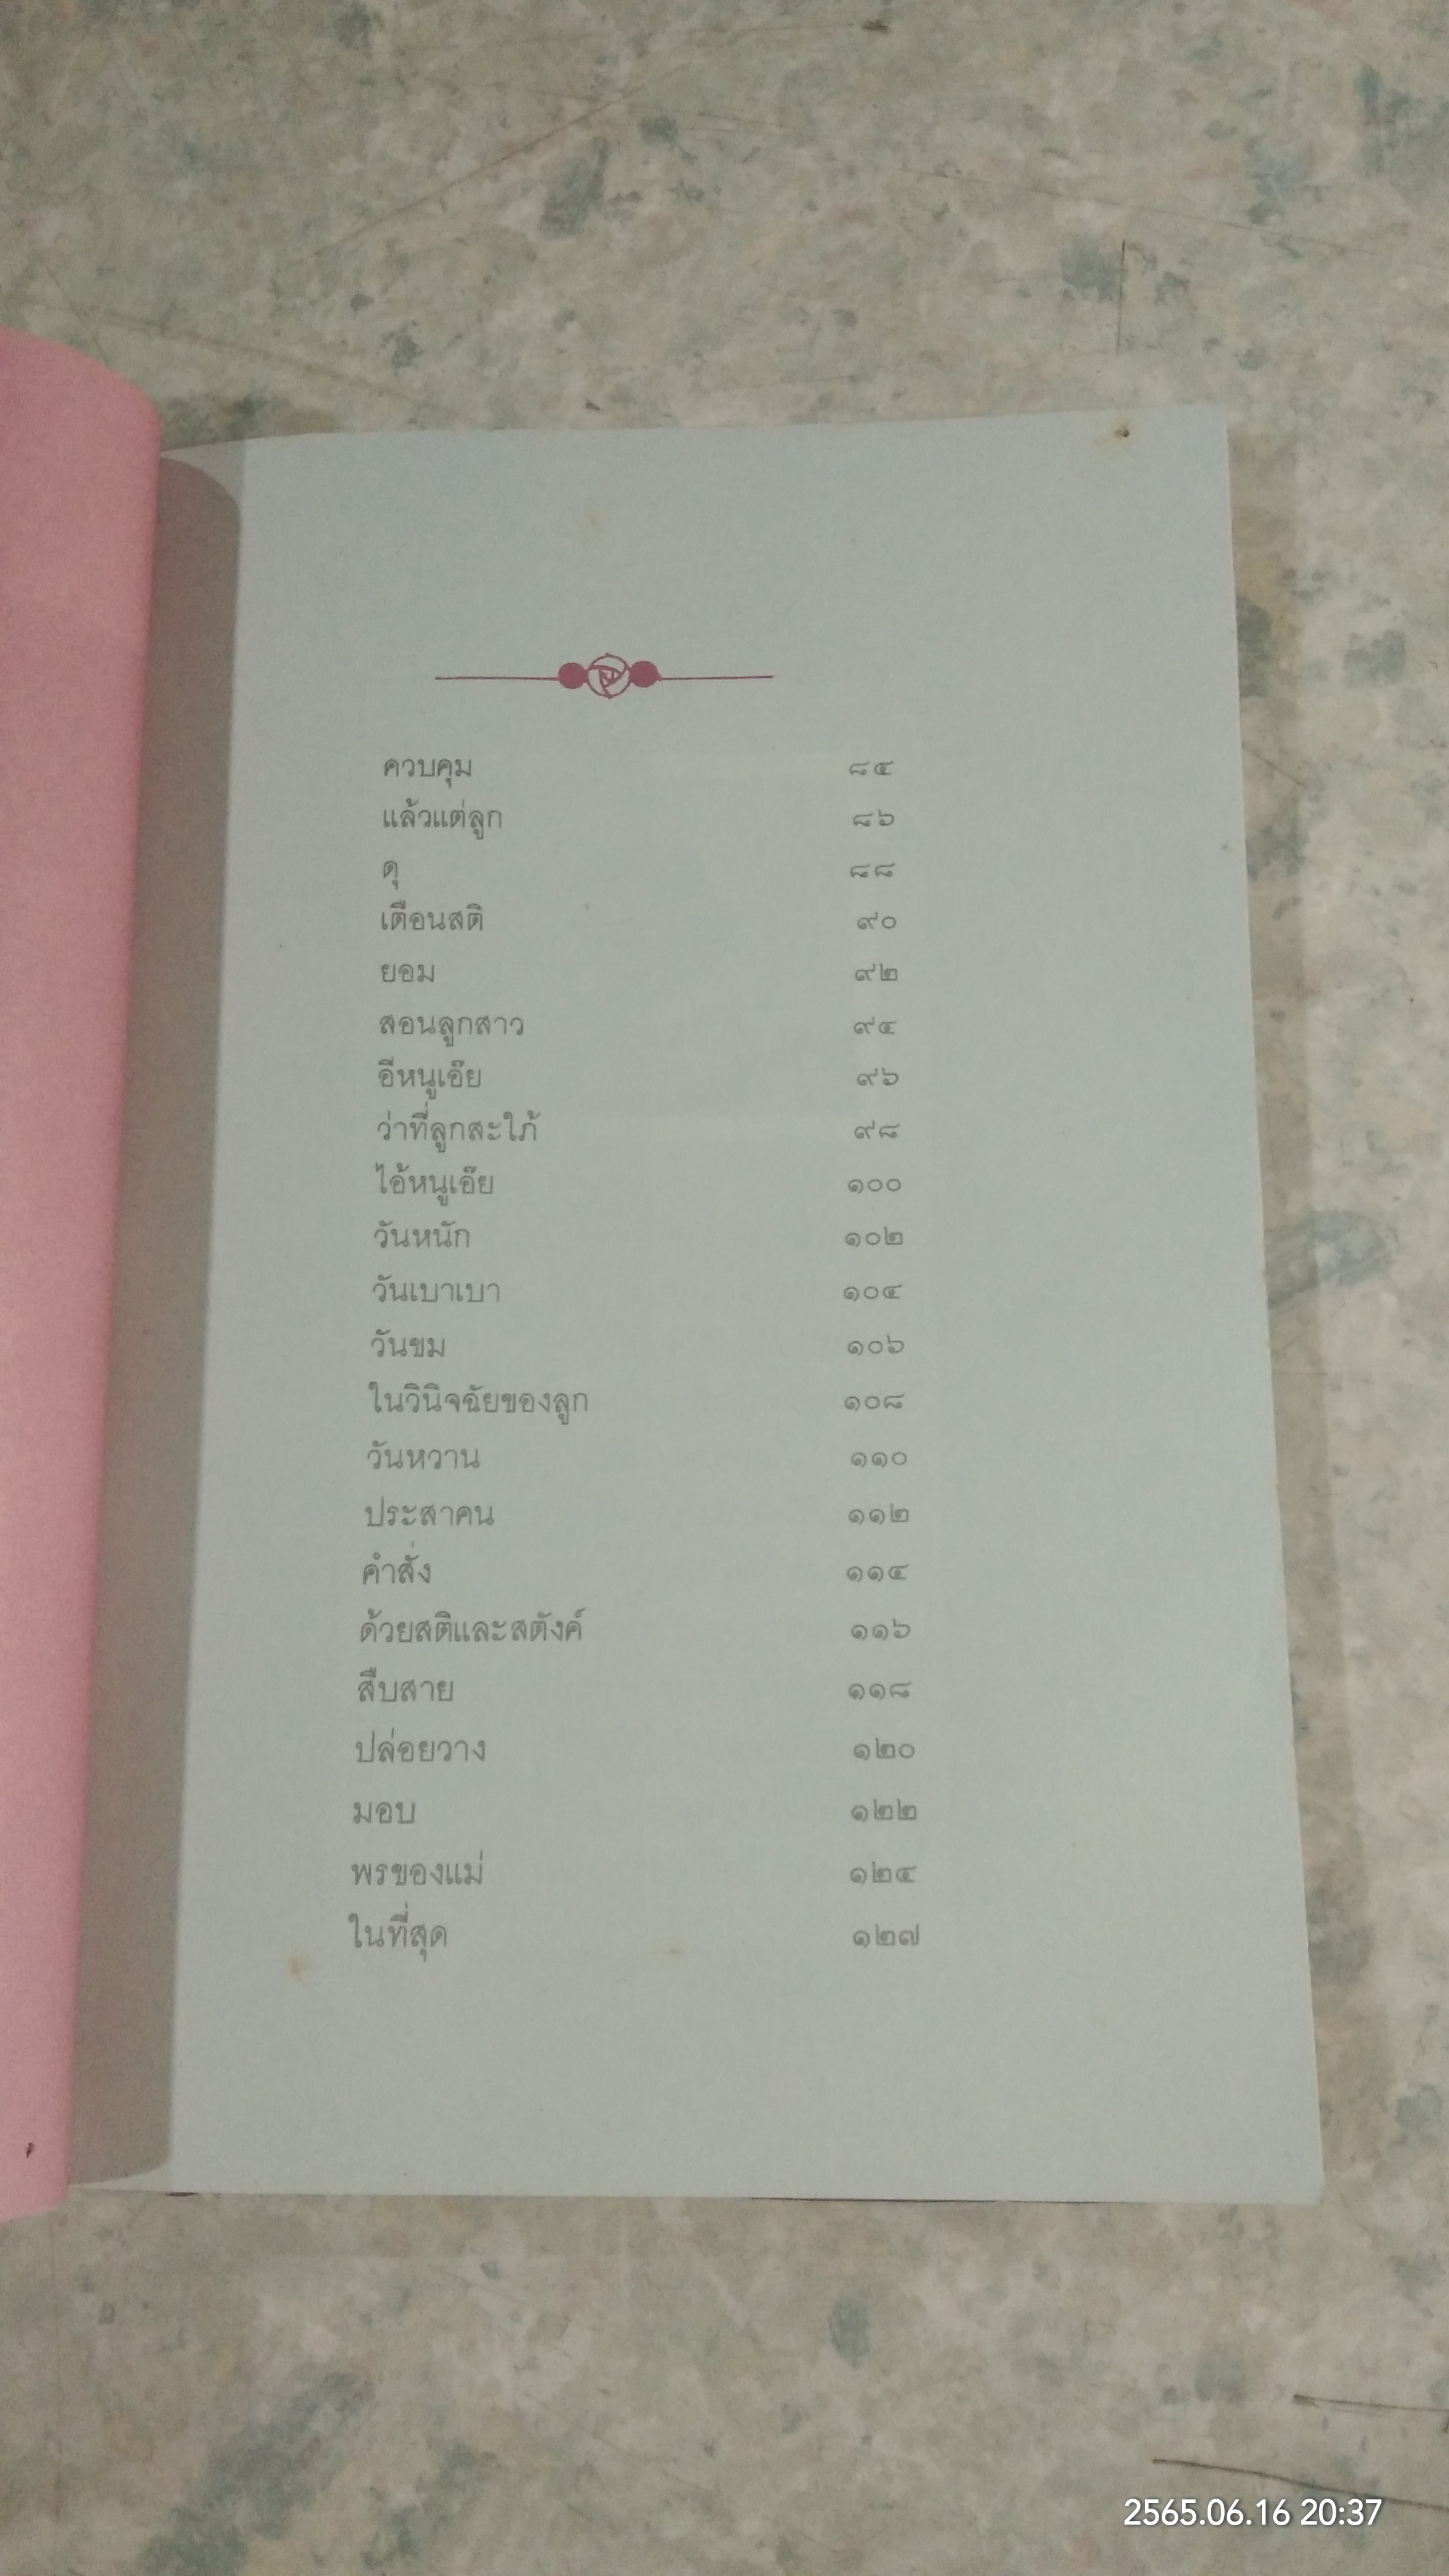 ควบคุม ๘๔
แล้วแต่ลูก ๘๖
ดุ ๘๘
เตือนสติ ๙๐
ยอม ๙๒
สอนลูกสาว ๙๔
อีหนูเอ๊ย ๙๖
ว่าที่ลูกสะใภ้ ๙๘
ไอ้หนูเอ๊ย ๑๐๐
วันหนัก ๑๐๒
วันเบาเบา ๑๐๔
วันขม ๑๐๖
ในวินิจฉัยของลูก ๑๐๘
วันหวาน ๑๑๐
ประสาคน ๑๑๒
คำสั่ง ๑๑๔
ด้วยสติและสตังค์ ๑๑๖
สืบสาย ๑๑๘
ปล่อยวาง ๑๒๐
มอบ ๑๒๒
พรของแม่ ๑๒๔
ในที่สุด ๑๒๗
2565.06.16 20:37